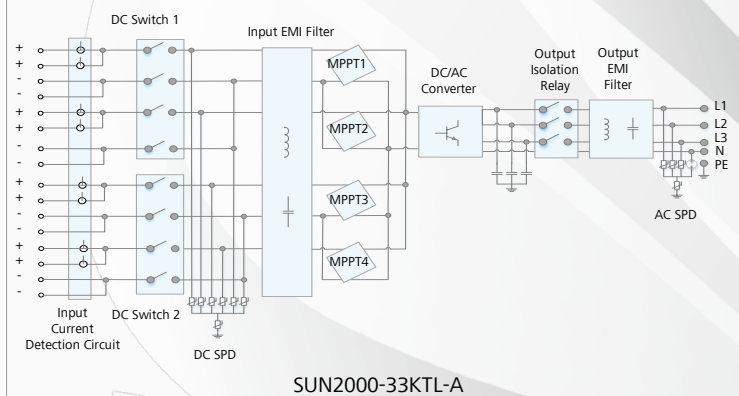 DC Switch 1
Input EMI Filter
MPPT1
MPPT2
MPPT3
MPPT4
DC/AC
Converter
Output
Isolation
Relay
Output
EMI
Filter
L1
L2
L3
N
PE
AC SPD
+
+
-
-
+
+
-
-
+
+
-
-
+
+
-
-
Input
Current
Detection Circuit
DC Switch 2
DC SPD
SUN2000-33KTL-A